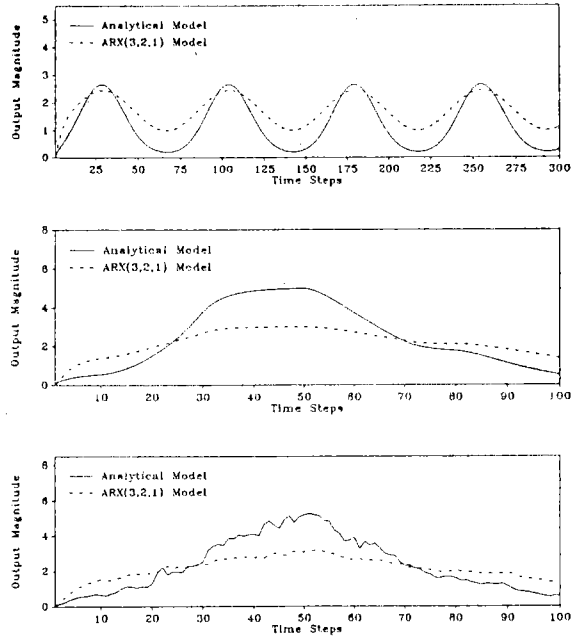 Output Magnitude
5
4
3
2
1
0
Analytical Model
ARX(3,2,1) Model
25 50 75 100 125 150 175 200 225 250 275 300
Time Steps
Output Magnitude
8
6
4
2
0
Analytical Model
ARX(3,2,1) Model
10 20 30 40 50 60 70 80 90 100
Time Steps
Output Magnitude
8
6
4
2
0
Analytical Model
ARX(3,2,1) Model
10 20 30 40 50 60 70 80 90 100
Time Steps